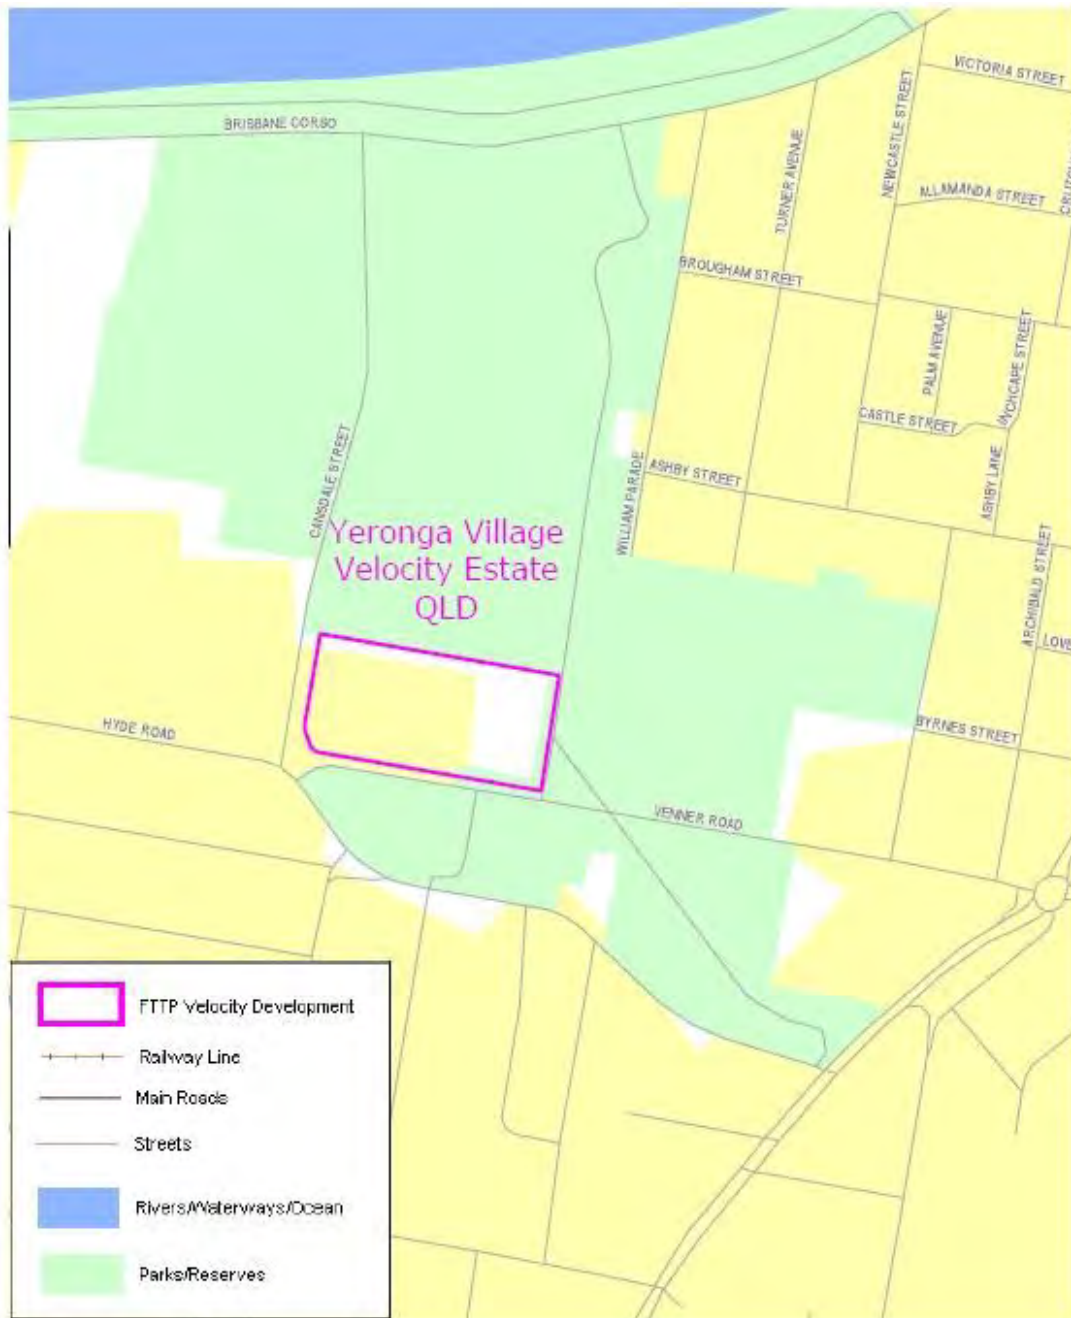 VICTORIA STREET
BRISBANE CORSO
NEWCASTLE STREET
TURNER AVENUE
ALLAMANDA STREET
BROUGHAM STREET
PALM AVENUE
INCHCAPE STREET
CASTLE STREET
CANSDALE STREET
ASHBY STREET
ASHBY LANE
WILLIAM PARADE
Yeronga Village
Velocity Estate
QLD
ARCHIBALD STREET
LOVE
HYDE ROAD
BYRNES STREET
VENNER ROAD
FTTP Velocity Development
Railway Line
Main Roads
Streets
Rivers/Waterways/Ocean
Parks/Reserves